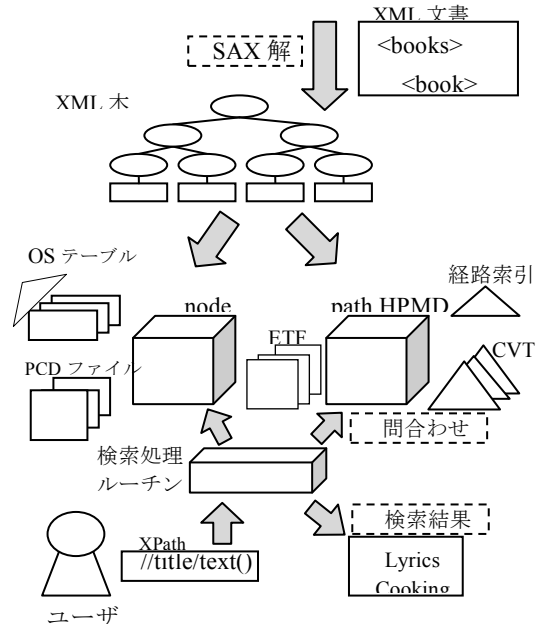 XML 文書
SAX 解
<books>
<book>
XML 木
OS テーブル
経路索引
node
path HPMD
ETF
CVT
PCD ファイル
問合わせ
検索処理
ルーチン
検索結果
XPath
//title/text()
Lyrics
Cooking
ユーザ